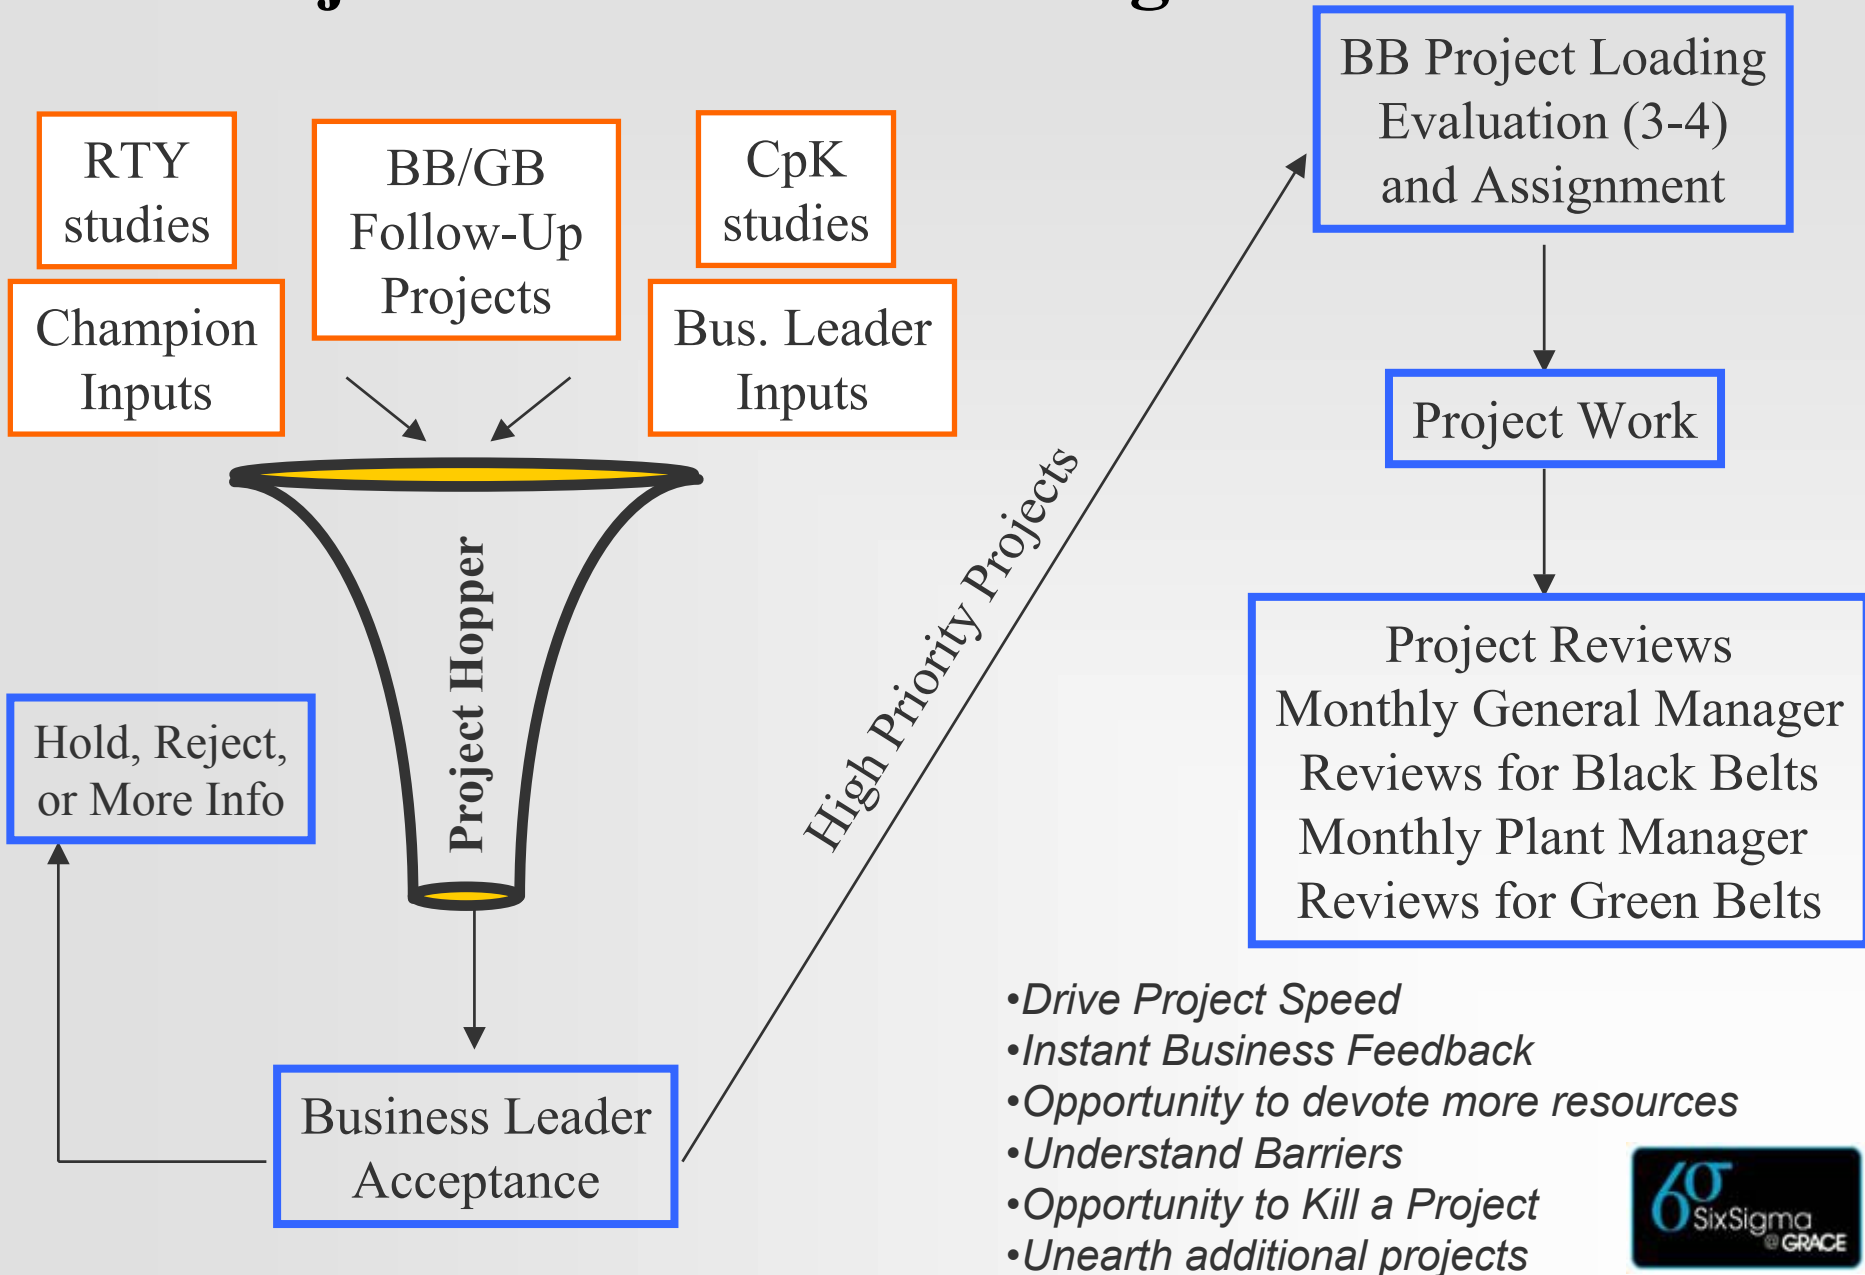 RTY
studies
BB/GB
Follow-Up
Projects
CpK
studies
Champion
Inputs
Bus. Leader
Inputs
Project Hopper
Hold, Reject,
or More Info
Business Leader
Acceptance
High Priority Projects
BB Project Loading
Evaluation (3-4)
and Assignment
Project Work
Project Reviews
Monthly General Manager
Reviews for Black Belts
Monthly Plant Manager
Reviews for Green Belts
•Drive Project Speed
•Instant Business Feedback
•Opportunity to devote more resources
•Understand Barriers
•Opportunity to Kill a Project
•Unearth additional projects
6σ
SixSigma
@GRACE